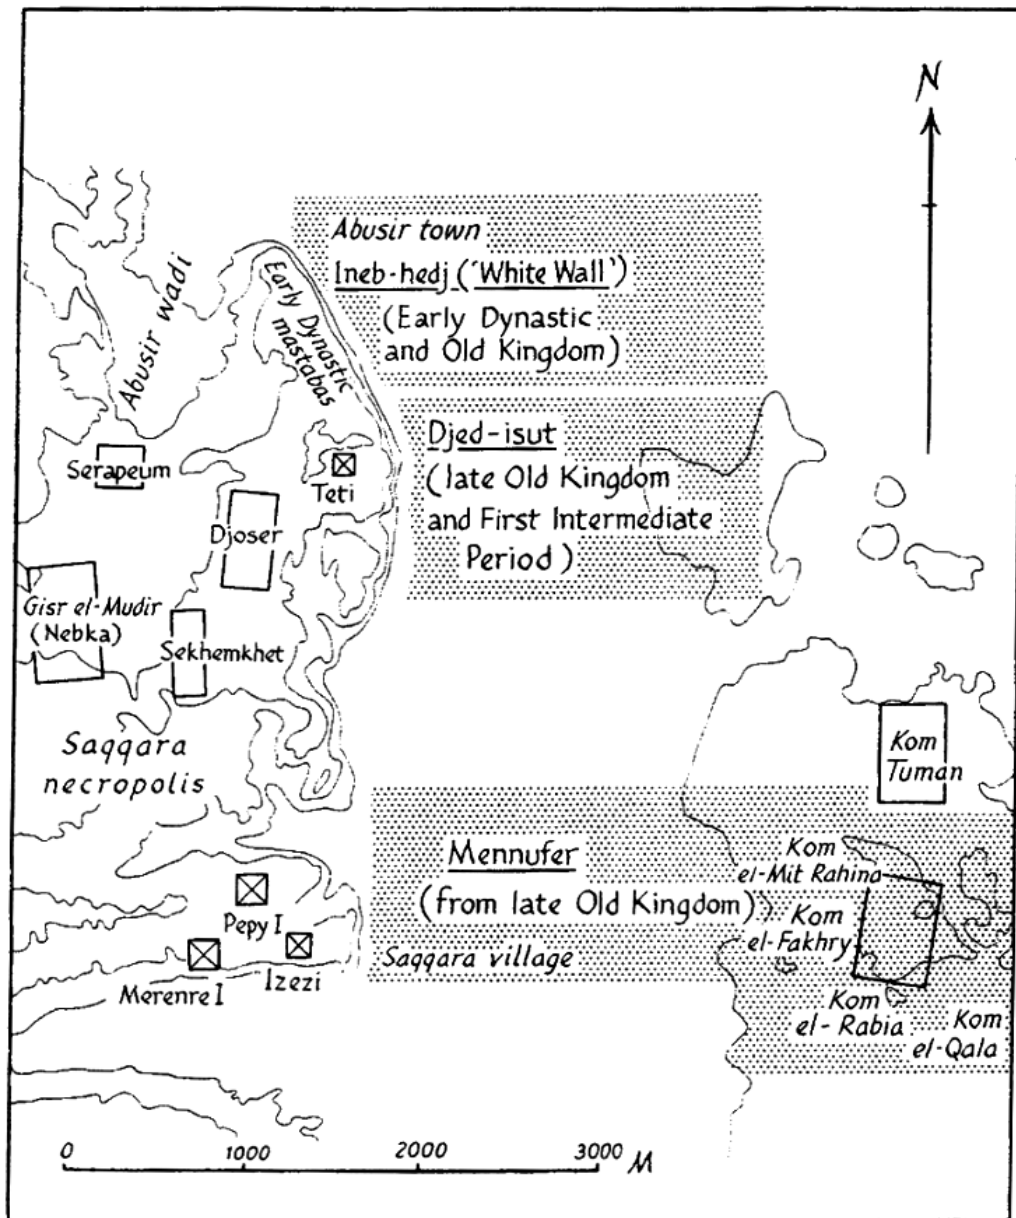 N
Abusir town
Ineb-hedj ('White Wall')
(Early Dynastic
and Old Kingdom)
Abusir wadi
Early Dynastic
mastabas
Djed-isut
(late Old Kingdom
and First Intermediate
Period)
Serapeum
Teti
Djoser
Gisr el-Mudir
(Nebka)
Sekhemkhet
Saqqara
necropolis
Kom
Tuman
Mennufer
(from late Old Kingdom)
Saqqara village
Kom
el-Mit Rahina
Kom
el-Fakhry
Kom
el-Rabia
Kom
el-Qala
Pepy I
Izezi
Merenre I
0 1000 2000 3000 M